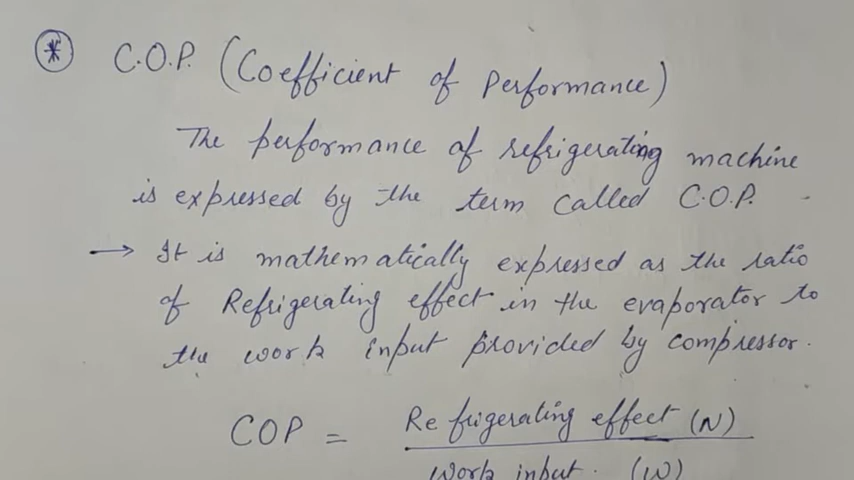 * C.O.P. (Coefficient of Performance)
The performance of refrigerating machine
is expressed by the term called C.O.P.
→ It is mathematically expressed as the ratio
of Refrigerating effect in the evaporator to
the work input provided by compressor.
COP = Refrigerating effect (N)
Work input. (W)